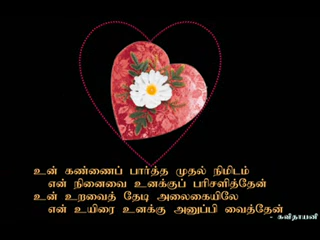 உன் கண்ணைப் பார்த்த முதல் நிமிடம்
என் நினைவை உனக்குப் பரிசளித்தேன்
உன் உறவைத் தேடி அலைகையிலே
என் உயிரை உனக்கு அனுப்பி வைத்தேன்
- கவிதாயனி